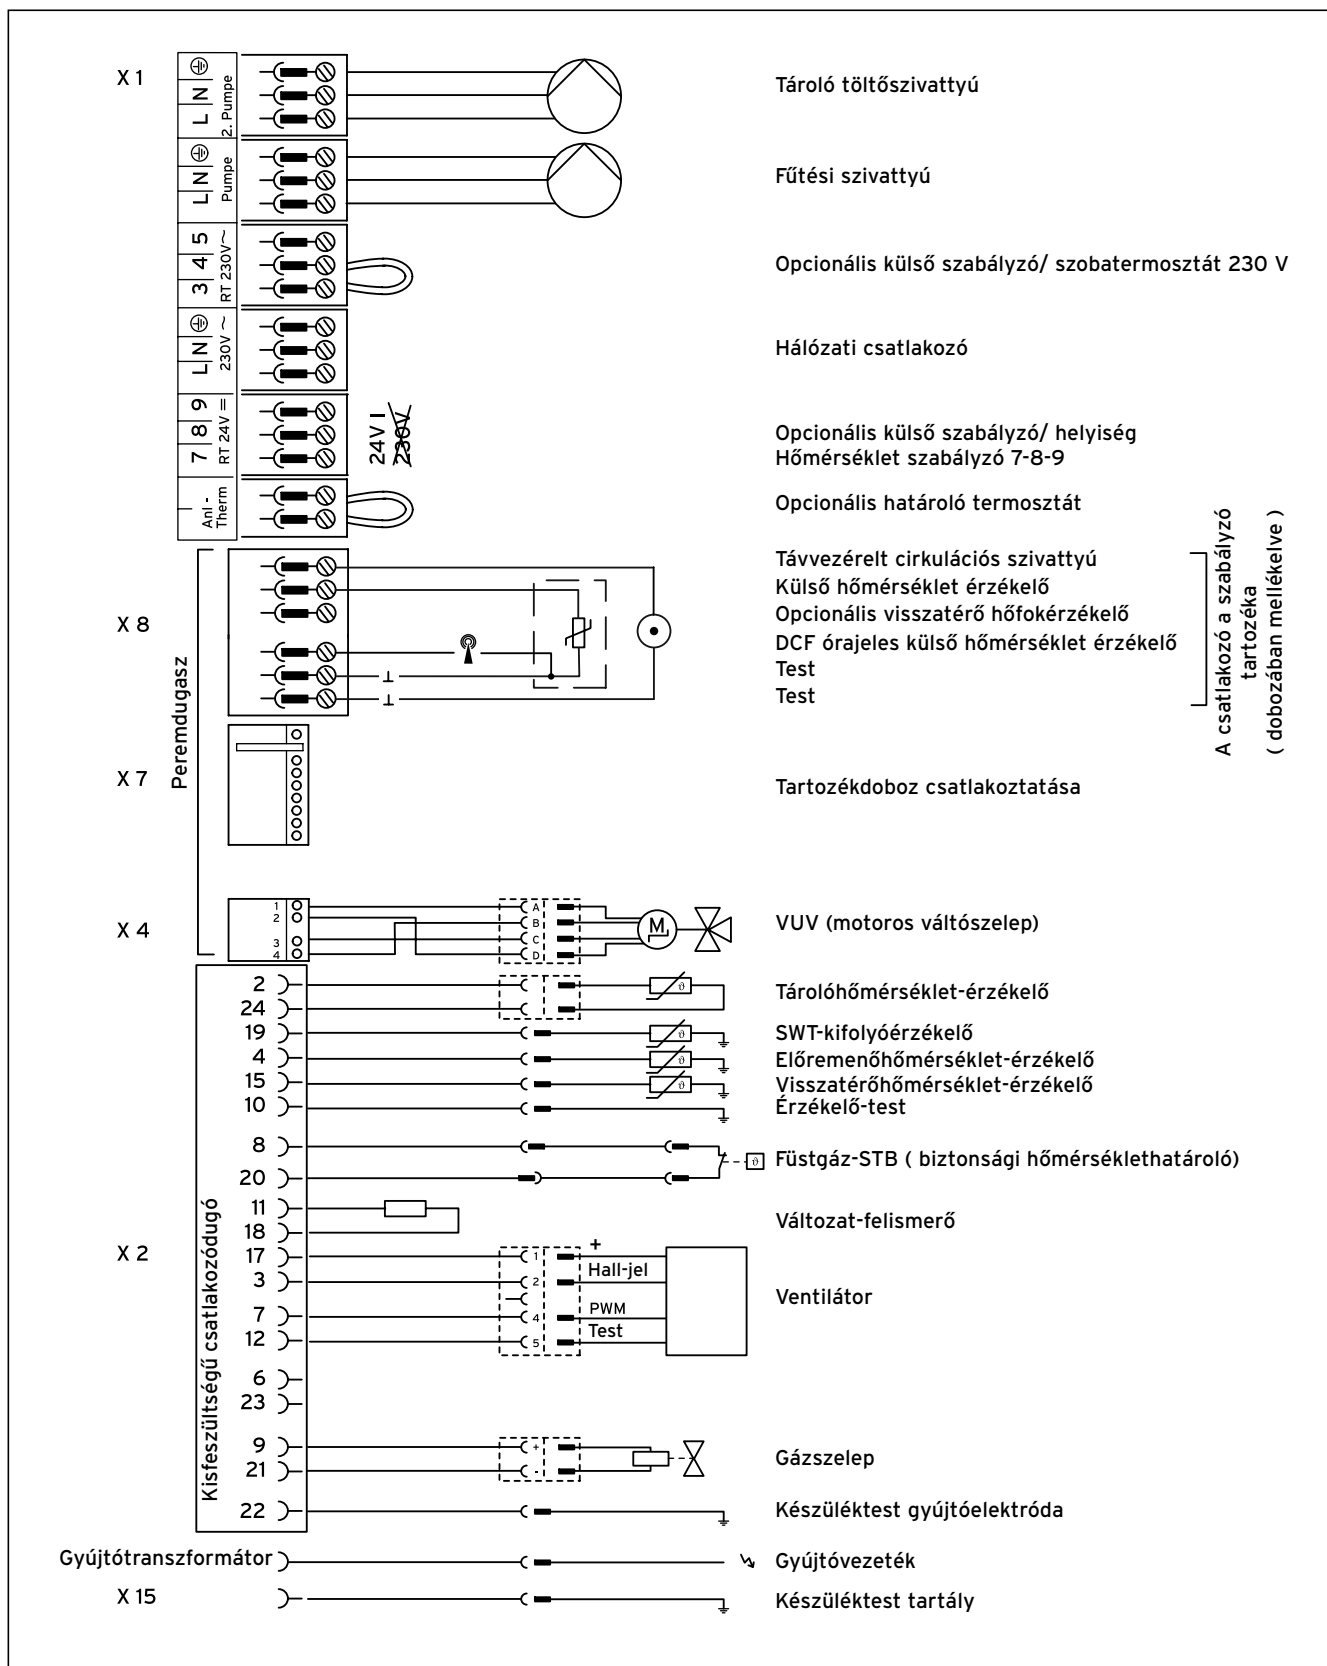 X 1
L N 2. Pumpe
Tároló töltőszivattyú
L N Pumpe
Fűtési szivattyú
3 4 5 RT 230V~
Opcionális külső szabályzó/ szobatermosztát 230 V
L N 230V ~
Hálózati csatlakozó
7 8 9 RT 24V =
24V I
230V
Opcionális külső szabályzó/ helyiség
Hőmérséklet szabályzó 7-8-9
Anl -
Therm
Opcionális határoló termosztát
Peremdugasz
X 8
Távvezérelt cirkulációs szivattyú
Külső hőmérséklet érzékelő
Opcionális visszatérő hőfokérzékelő
DCF órajeles külső hőmérséklet érzékelő
Test
Test
A csatlakozó a szabályzó
tartozéka
( dobozában mellékelve )
X 7
Tartozékdoboz csatlakoztatása
X 4
1
2
3
4
A
B
C
D
M
VUV (motoros váltószelep)
Kisfeszültségű csatlakozódugó
X 2
2
24
ϑ
Tárolóhőmérséklet-érzékelő
19
ϑ
SWT-kifolyóérzékelő
4
ϑ
Előremenőhőmérséklet-érzékelő
15
ϑ
Visszatérőhőmérséklet-érzékelő
10
Érzékelő-test
8
20
ϑ
Füstgáz-STB ( biztonsági hőmérséklethatároló)
11
18
Változat-felismerő
17 1 +
3 2 Hall-jel
7 4 PWM
12 5 Test
Ventilátor
6
23
9 +
21 -
Gázszelep
22
Készüléktest gyújtóelektróda
Gyújtótranszformátor
Gyújtóvezeték
X 15
Készüléktest tartály